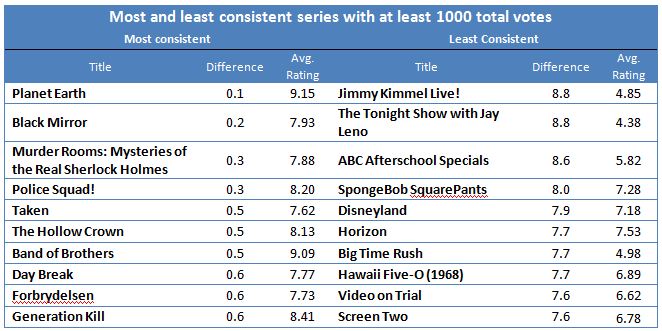 Most and least consistent series with at least 1000 total votes
Most consistent Least Consistent
Title Difference Avg. Rating Title Difference Avg. Rating
Planet Earth 0.1 9.15 Jimmy Kimmel Live! 8.8 4.85
Black Mirror 0.2 7.93 The Tonight Show with Jay Leno 8.8 4.38
Murder Rooms: Mysteries of the Real Sherlock Holmes 0.3 7.88 ABC Afterschool Specials 8.6 5.82
Police Squad! 0.3 8.20 SpongeBob SquarePants 8.0 7.28
Taken 0.5 7.62 Disneyland 7.9 7.18
The Hollow Crown 0.5 8.13 Horizon 7.7 7.53
Band of Brothers 0.5 9.09 Big Time Rush 7.7 4.98
Day Break 0.6 7.77 Hawaii Five-O (1968) 7.7 6.89
Forbrydelsen 0.6 7.73 Video on Trial 7.6 6.62
Generation Kill 0.6 8.41 Screen Two 7.6 6.78